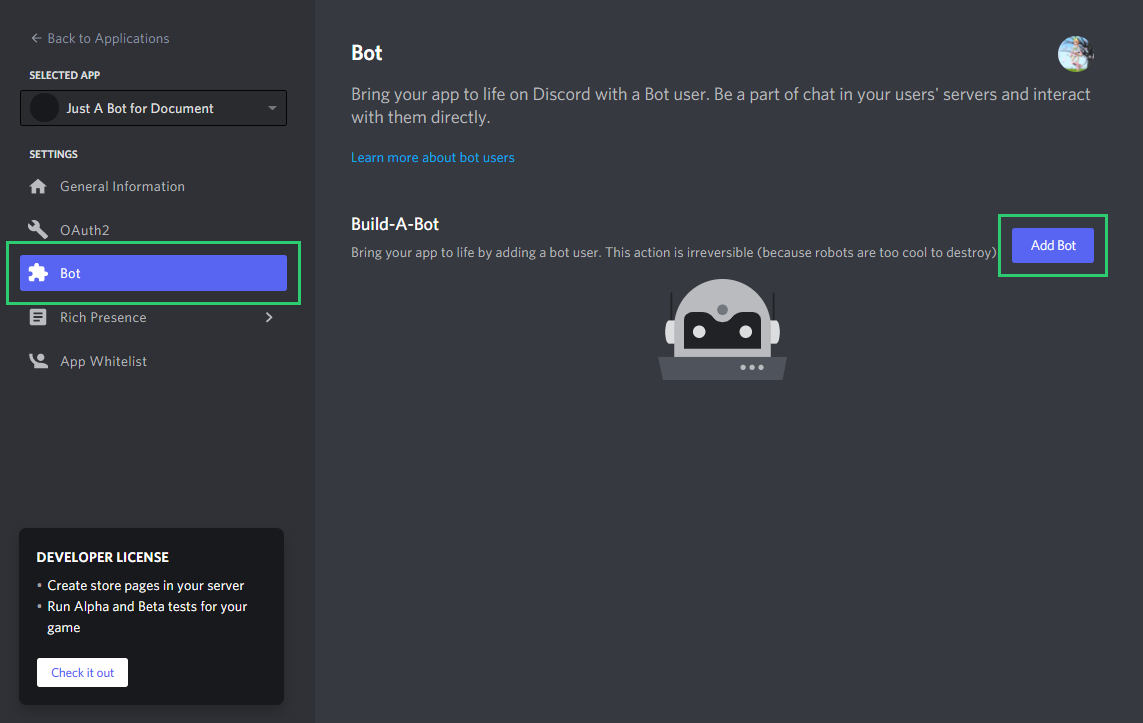 Back to Applications
SELECTED APP
Just A Bot for Document
SETTINGS
General Information
OAuth2
Bot
Rich Presence
App Whitelist
DEVELOPER LICENSE
• Create store pages in your server
• Run Alpha and Beta tests for your
game
Check it out
Bot
Bring your app to life on Discord with a Bot user. Be a part of chat in your users' servers and interact
with them directly.
Learn more about bot users
Build-A-Bot
Bring your app to life by adding a bot user. This action is irreversible (because robots are too cool to destroy)
Add Bot